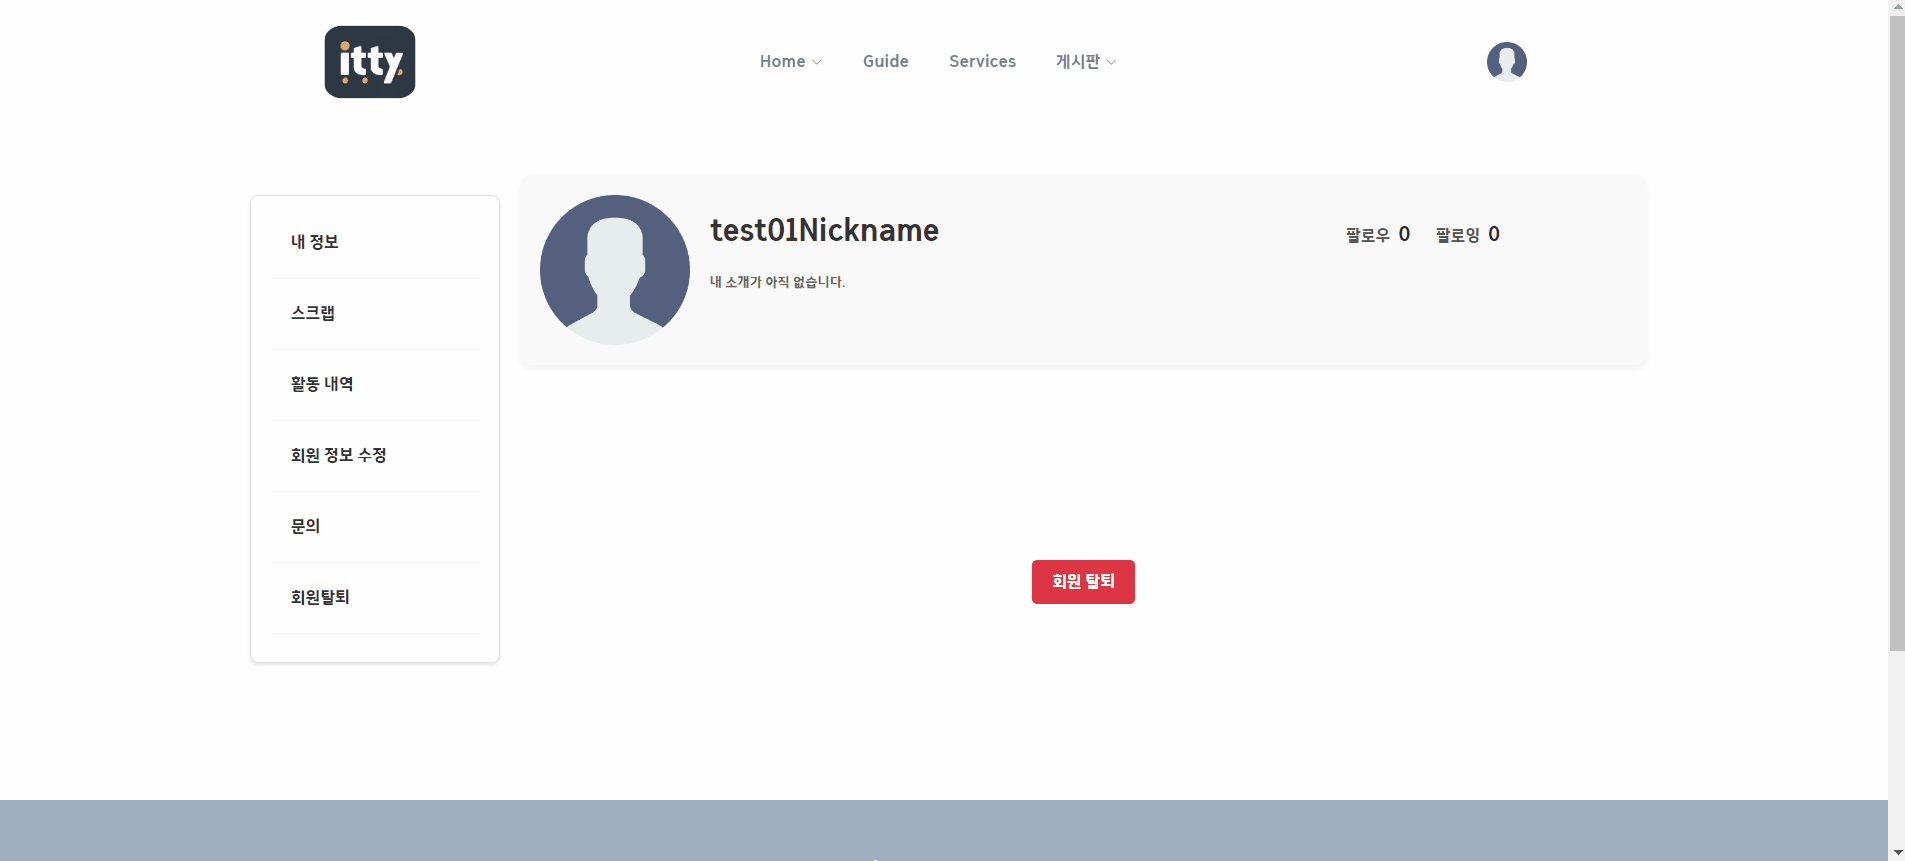 itty
Home
Guide
Services
게시판
내 정보
스크랩
활동 내역
회원 정보 수정
문의
회원탈퇴
test01Nickname
팔로우 0
팔로잉 0
내 소개가 아직 없습니다.
회원 탈퇴